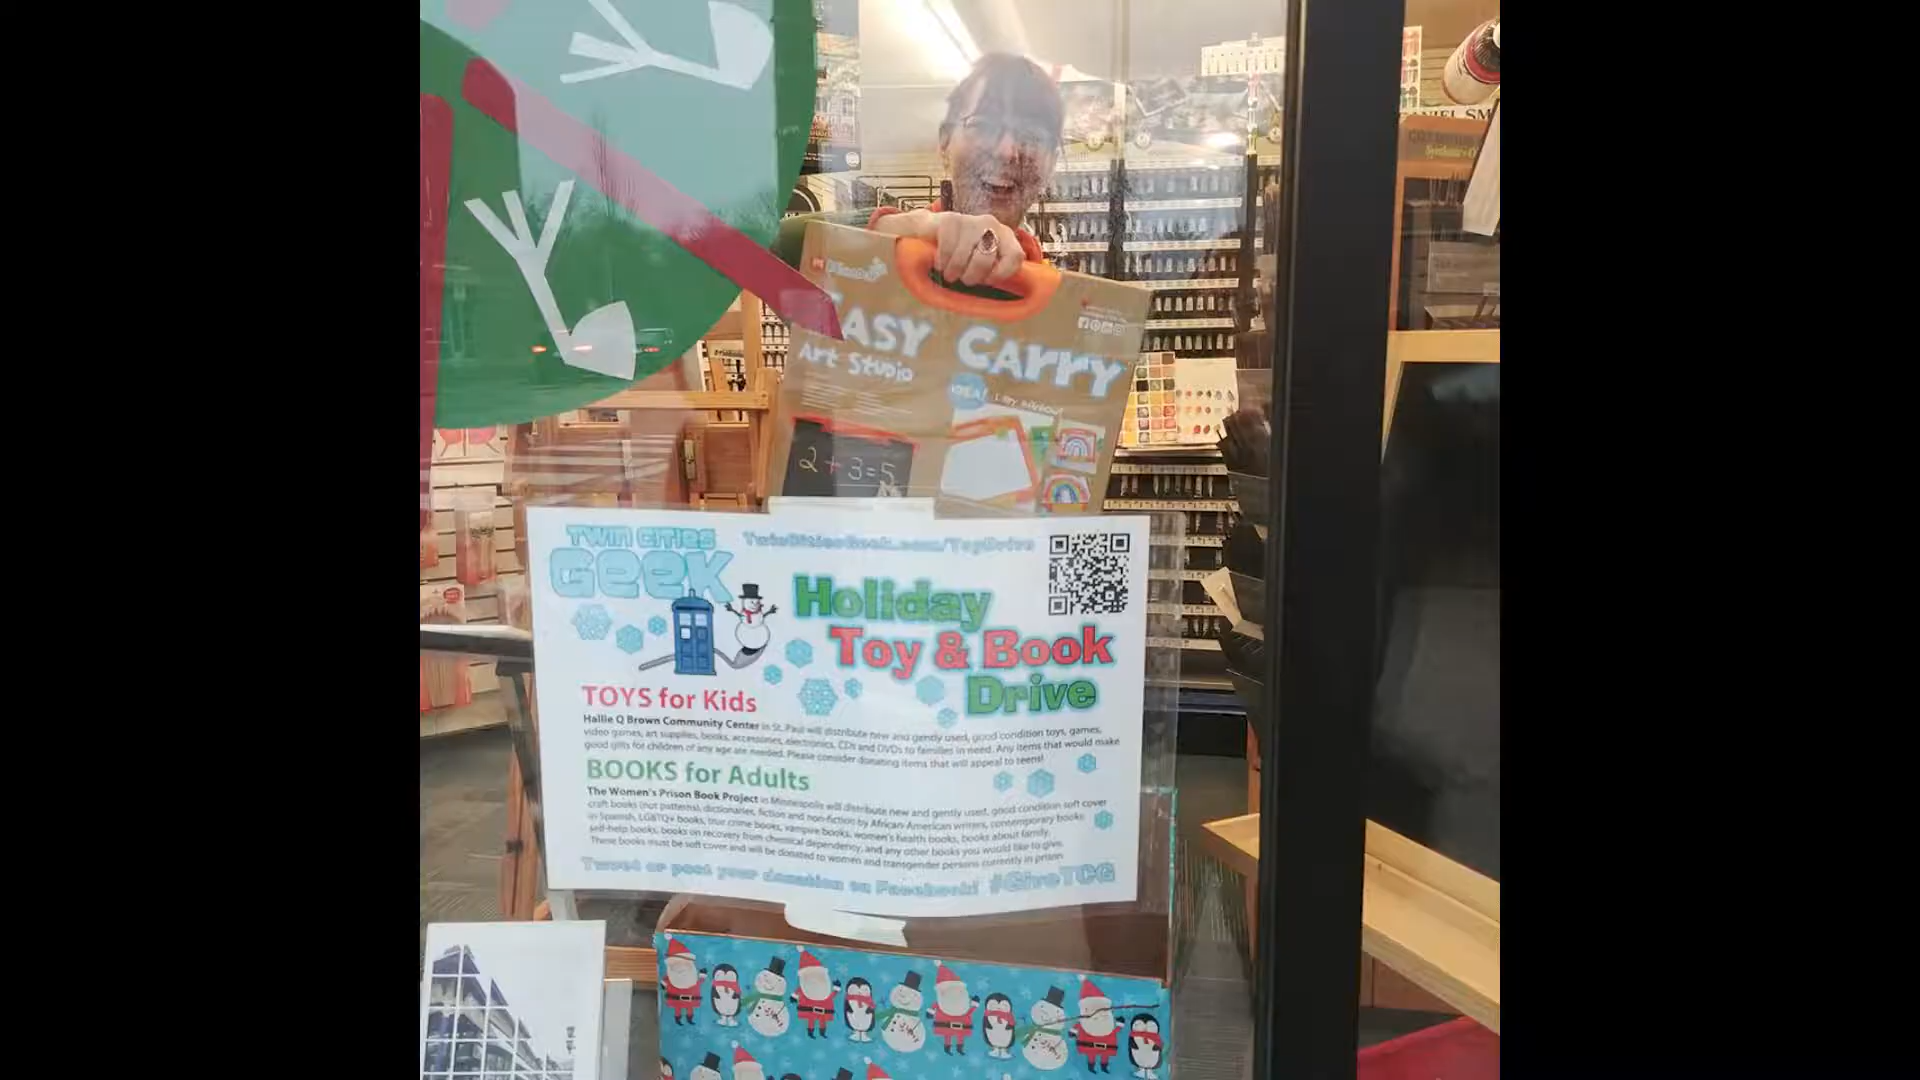 EASY CARRY
Art Studio
IDEA!
2+3=5
TWIN CITIES
GEEK
TwinCitiesGeek.com/ToyDrive
Holiday
Toy & Book
Drive
TOYS for Kids
Hallie Q Brown Community Center in St. Paul will distribute new and gently used, good condition toys, games,
video games, art supplies, books, accessories, electronics, CDs and DVDs to families in need. Any items that would make
good gifts for children of any age are needed. Please consider donating items that will appeal to teens!
BOOKS for Adults
The Women's Prison Book Project in Minneapolis will distribute new and gently used, good condition soft cover
craft books (not patterns), dictionaries, fiction and non-fiction by African-American writers, contemporary books
in Spanish, LGBTQ+ books, true crime books, vampire books, women's health books, books about family,
self-help books, books on recovery from chemical dependency, and any other books you would like to give.
These books must be soft cover and will be donated to women and transgender persons currently in prison
Tweet or post your donation on Facebook! #GiveTCG